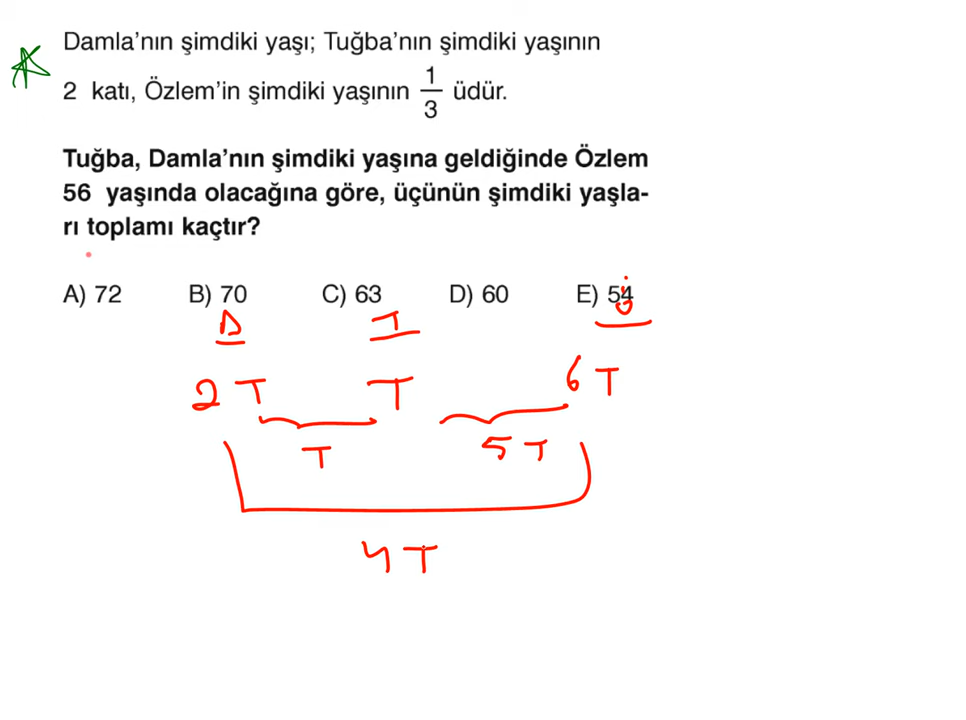 Damla'nın şimdiki yaşı; Tuğba'nın şimdiki yaşının
2 katı, Özlem'in şimdiki yaşının 1/3 üdür.
Tuğba, Damla'nın şimdiki yaşına geldiğinde Özlem
56 yaşında olacağına göre, üçünün şimdiki yaşla-
rı toplamı kaçtır?
A) 72 B) 70 C) 63 D) 60 E) 54
D T Ö
2T T 6T
T 5T
4T